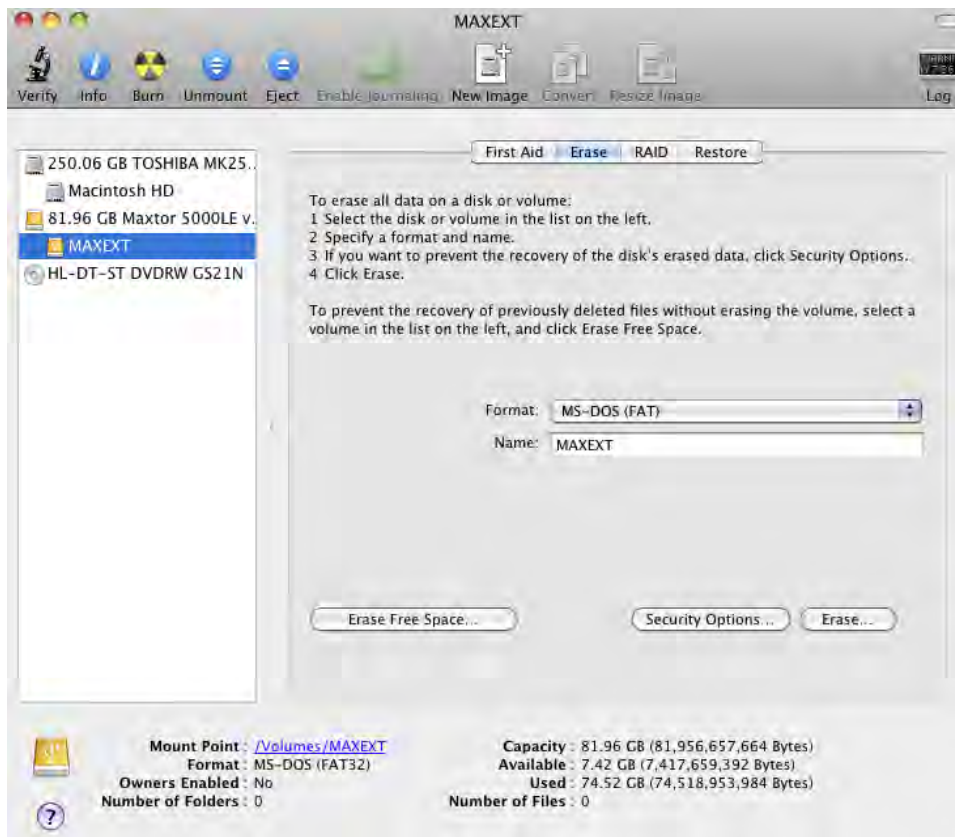 MAXEXT
Verify Info Burn Unmount Eject Enable Journaling New Image Convert Resize Image Log
First Aid Erase RAID Restore
250.06 GB TOSHIBA MK25..
Macintosh HD
81.96 GB Maxtor 5000LE v.
MAXEXT
HL-DT-ST DVDRW GS21N
To erase all data on a disk or volume:
1 Select the disk or volume in the list on the left.
2 Specify a format and name.
3 If you want to prevent the recovery of the disk's erased data, click Security Options.
4 Click Erase.
To prevent the recovery of previously deleted files without erasing the volume, select a
volume in the list on the left, and click Erase Free Space.
Format: MS-DOS (FAT)
Name: MAXEXT
Erase Free Space... Security Options... Erase...
Mount Point : /Volumes/MAXEXT
Format : MS-DOS (FAT32)
Owners Enabled : No
Number of Folders : 0
Capacity : 81.96 GB (81,956,657,664 Bytes)
Available : 7.42 GB (7,417,659,392 Bytes)
Used : 74.52 GB (74,518,953,984 Bytes)
Number of Files : 0
?